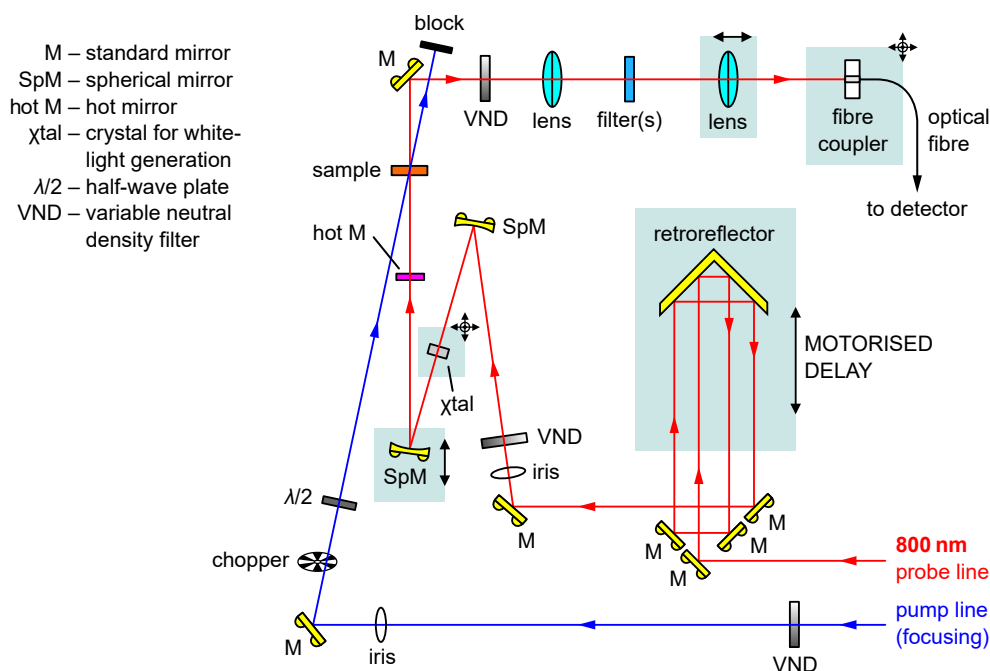 M – standard mirror
SpM – spherical mirror
hot M – hot mirror
χtal – crystal for white-
light generation
λ/2 – half-wave plate
VND – variable neutral
density filter
block
M
VND
lens
filter(s)
lens
fibre
coupler
optical
fibre
to detector
sample
hot M
SpM
retroreflector
MOTORISED
DELAY
χtal
SpM
VND
iris
M
λ/2
chopper
M
M
M
M
800 nm
probe line
M
iris
VND
pump line
(focusing)